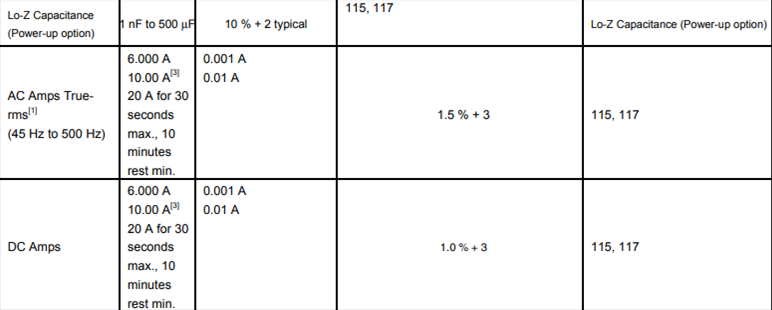 Lo-Z Capacitance
(Power-up option)
1 nF to 500 µF
10 % + 2 typical
115, 117
Lo-Z Capacitance (Power-up option)
AC Amps True-
rms[1]
(45 Hz to 500 Hz)
6.000 A
10.00 A[3]
20 A for 30
seconds
max., 10
minutes
rest min.
0.001 A
0.01 A
1.5 % + 3
115, 117
DC Amps
6.000 A
10.00 A[3]
20 A for 30
seconds
max., 10
minutes
rest min.
0.001 A
0.01 A
1.0 % + 3
115, 117